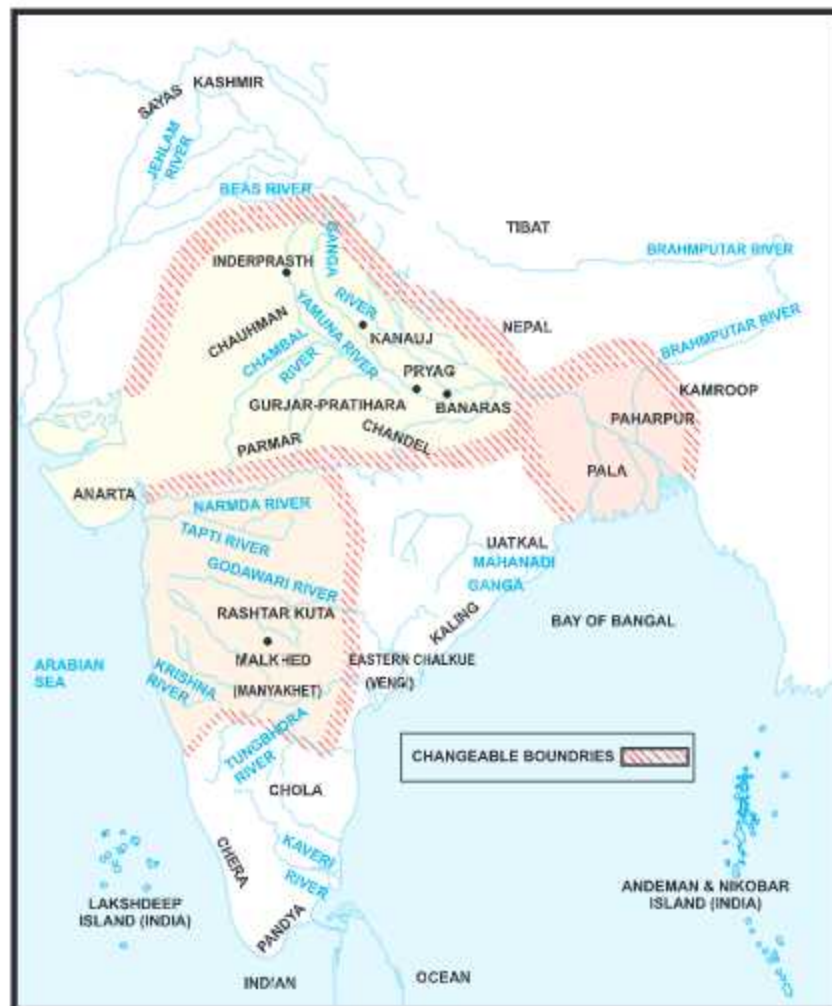 KASHMIR
SAYAS
JEHLAM
RIVER
BEAS RIVER
TIBAT
BRAHMPUTAR RIVER
GANGA
RIVER
INDERPRASTH
CHAUHMAN
YAMUNA RIVER
KANAUJ
NEPAL
BRAHMPUTAR RIVER
CHAMBAL
RIVER
PRYAG
KAMROOP
GURJAR-PRATIHARA
BANARAS
PAHARPUR
PARMAR
CHANDEL
PALA
ANARTA
NARMDA RIVER
TAPTI RIVER
UATKAL
MAHANADI
GODAWARI RIVER
GANGA
RASHTAR KUTA
KALING
BAY OF BANGAL
MALKHED
(MANYAKHET)
EASTERN CHALKUE
(VENGI)
ARABIAN
SEA
KRISHNA
RIVER
TUNGBHDRA
RIVER
CHANGEABLE BOUNDRIES
CHOLA
CHERA
KAVERI
RIVER
LAKSHDEEP
ISLAND (INDIA)
ANDEMAN & NIKOBAR
ISLAND (INDIA)
PANDYA
INDIAN
OCEAN